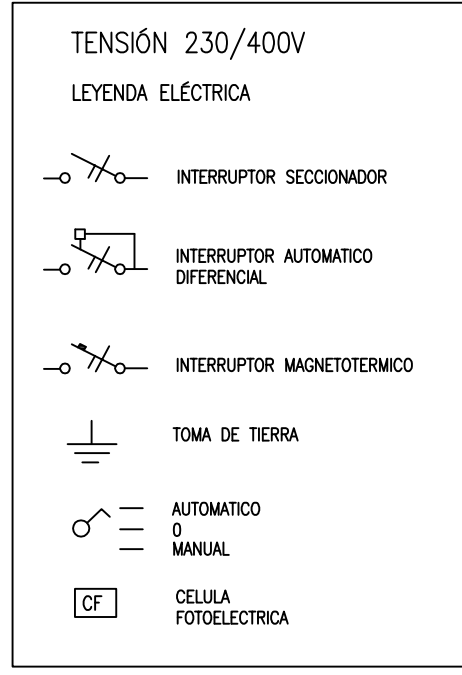 TENSIÓN 230/400V
LEYENDA ELÉCTRICA
INTERRUPTOR SECCIONADOR
INTERRUPTOR AUTOMATICO
DIFERENCIAL
INTERRUPTOR MAGNETOTERMICO
TOMA DE TIERRA
AUTOMATICO
0
MANUAL
CF
CELULA
FOTOELECTRICA